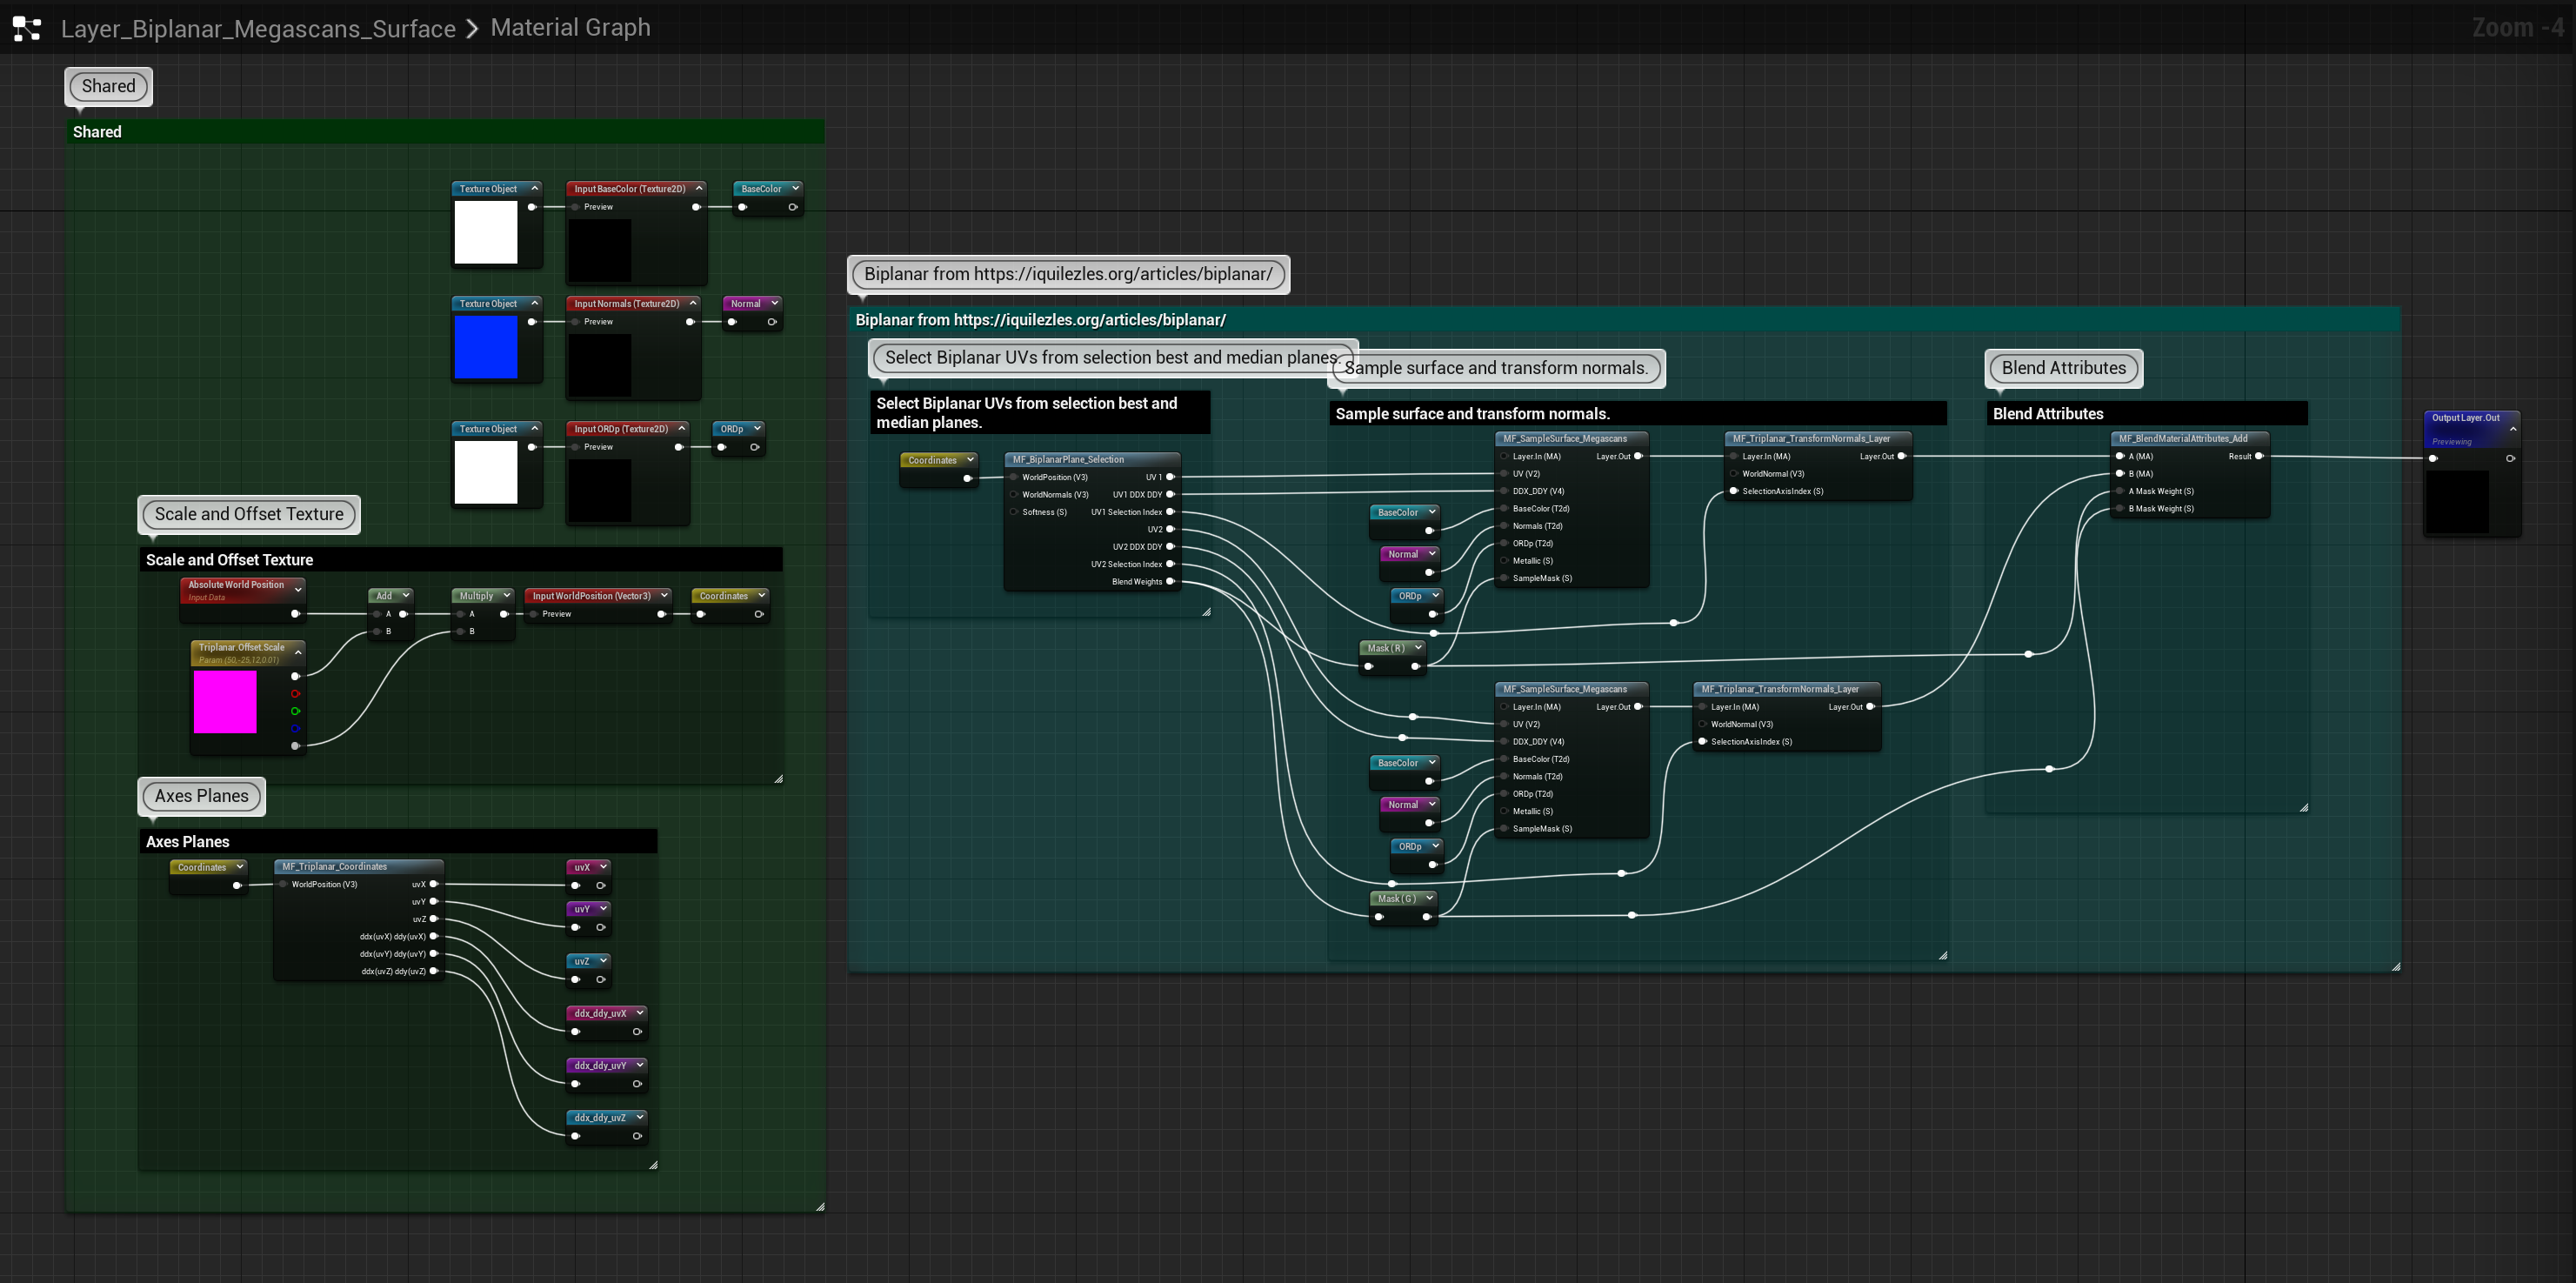 Layer_Biplanar_Megascans_Surface > Material Graph
Zoom -4
Shared
Shared
Texture Object
Input BaseColor (Texture2D)
BaseColor
Preview
Texture Object
Input Normals (Texture2D)
Normal
Preview
Texture Object
Input ORDp (Texture2D)
ORDp
Preview
Scale and Offset Texture
Scale and Offset Texture
Absolute World Position
Input Data
Add
A
B
Multiply
A
B
Input WorldPosition (Vector3)
Preview
Coordinates
Triplanar.Offset.Scale
Param (50,-25,12,0.01)
Axes Planes
Axes Planes
Coordinates
MF_Triplanar_Coordinates
WorldPosition (V3)
uvX
uvY
uvZ
ddx(uvX) ddy(uvX)
ddx(uvY) ddy(uvY)
ddx(uvZ) ddy(uvZ)
uvX
uvY
uvZ
ddx_ddy_uvX
ddx_ddy_uvY
ddx_ddy_uvZ
Biplanar from https://iquilezles.org/articles/biplanar/
Biplanar from https://iquilezles.org/articles/biplanar/
Select Biplanar UVs from selection best and median planes.
Select Biplanar UVs from selection best and
median planes.
Coordinates
MF_BiplanarPlane_Selection
WorldPosition (V3)
WorldNormals (V3)
Softness (S)
UV 1
UV1 DDX DDY
UV1 Selection Index
UV2
UV2 DDX DDY
UV2 Selection Index
Blend Weights
Sample surface and transform normals.
Sample surface and transform normals.
MF_SampleSurface_Megascans
Layer.In (MA)
Layer.Out
UV (V2)
DDX_DDY (V4)
BaseColor (T2d)
Normals (T2d)
ORDp (T2d)
Metallic (S)
SampleMask (S)
BaseColor
Normal
ORDp
Mask ( R )
MF_Triplanar_TransformNormals_Layer
Layer.In (MA)
Layer.Out
WorldNormal (V3)
SelectionAxisIndex (S)
MF_SampleSurface_Megascans
Layer.In (MA)
Layer.Out
UV (V2)
DDX_DDY (V4)
BaseColor (T2d)
Normals (T2d)
ORDp (T2d)
Metallic (S)
SampleMask (S)
BaseColor
Normal
ORDp
Mask ( G )
MF_Triplanar_TransformNormals_Layer
Layer.In (MA)
Layer.Out
WorldNormal (V3)
SelectionAxisIndex (S)
Blend Attributes
Blend Attributes
MF_BlendMaterialAttributes_Add
A (MA)
Result
B (MA)
A Mask Weight (S)
B Mask Weight (S)
Output Layer.Out
Previewing